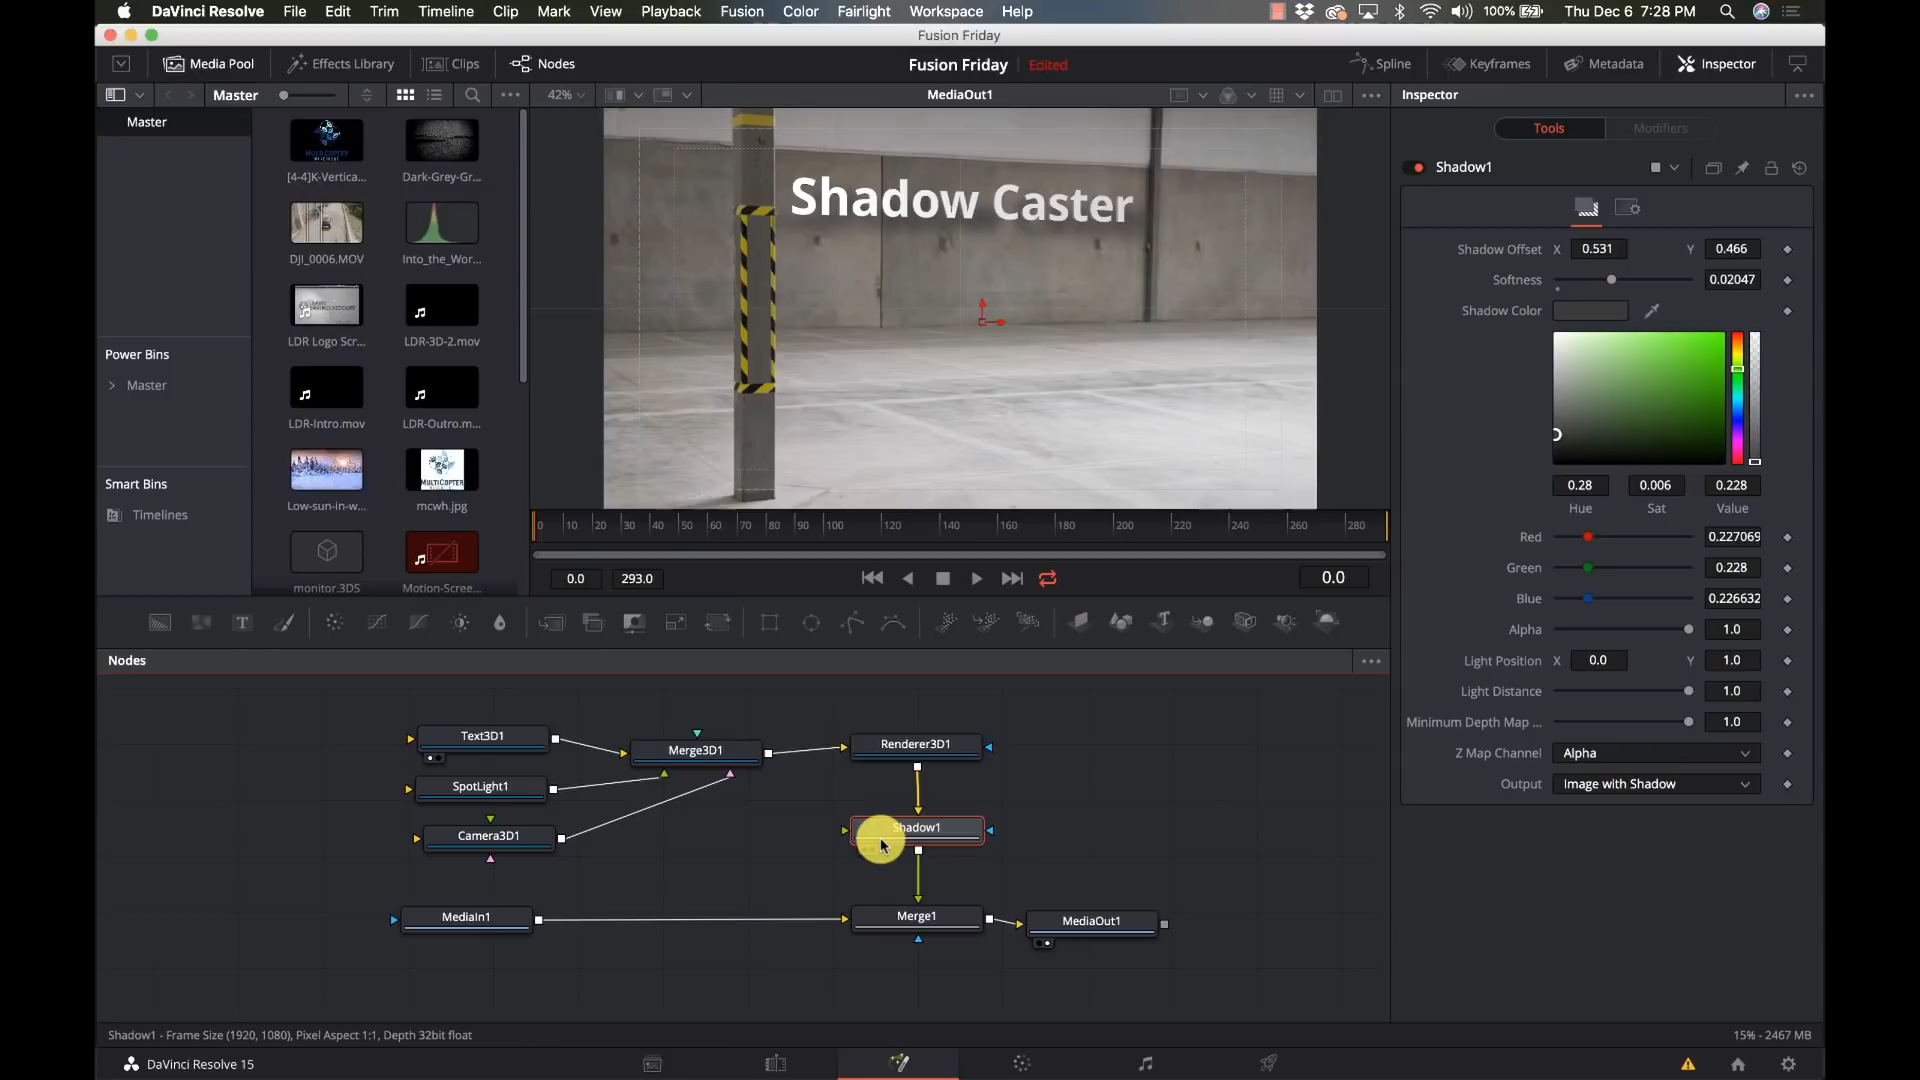 DaVinci Resolve File Edit Trim Timeline Clip Mark View Playback Fusion Color Fairlight Workspace Help 100% Thu Dec 6 7:28 PM
Fusion Friday
Media Pool Effects Library Clips Nodes Fusion Friday Edited Spline Keyframes Metadata Inspector
Master 42% MediaOut1 Inspector
Master
Tools Modifiers
[4-4]K-Vertica... Dark-Grey-Gr...
Shadow1
DJI_0006.MOV Into_the_Wor...
LDR Logo Scr... LDR-3D-2.mov
Power Bins
Master
LDR-Intro.mov LDR-Outro.m...
Smart Bins
Timelines
Low-sun-in-w... mcwh.jpg
monitor.3DS Motion-Scree...
Shadow Caster
Shadow Offset X 0.531 Y 0.466
Softness 0.02047
Shadow Color
0.28 0.006 0.228
Hue Sat Value
Red 0.227069
Green 0.228
Blue 0.226632
Alpha 1.0
Light Position X 0.0 Y 1.0
Light Distance 1.0
Minimum Depth Map ... 1.0
Z Map Channel Alpha
Output Image with Shadow
0 10 20 30 40 50 60 70 80 90 100 120 140 160 180 200 220 240 260 280
0.0 293.0 0.0
T
Nodes
Text3D1 Merge3D1 Renderer3D1
SpotLight1
Camera3D1 Shadow1
MediaIn1 Merge1 MediaOut1
Shadow1 - Frame Size (1920, 1080), Pixel Aspect 1:1, Depth 32bit float 15% - 2467 MB
DaVinci Resolve 15